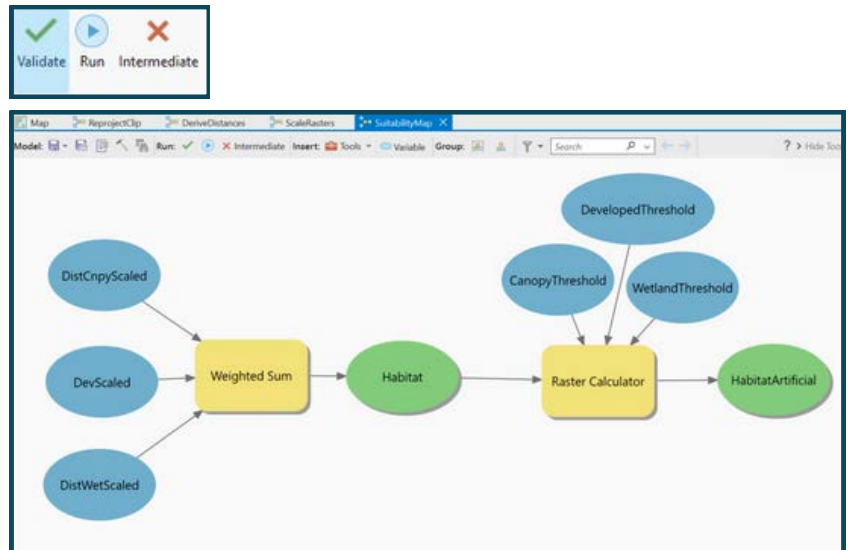 Validate Run Intermediate
Map ReprojectClip DeriveDistances ScaleRasters SuitabilityMap
Model: Run: Intermediate Insert: Tools Variable Group: Search ? > Hide Too
DevelopedThreshold
DistCnpyScaled
CanopyThreshold
WetlandThreshold
DevScaled
Weighted Sum
Habitat
Raster Calculator
HabitatArtificial
DistWetScaled